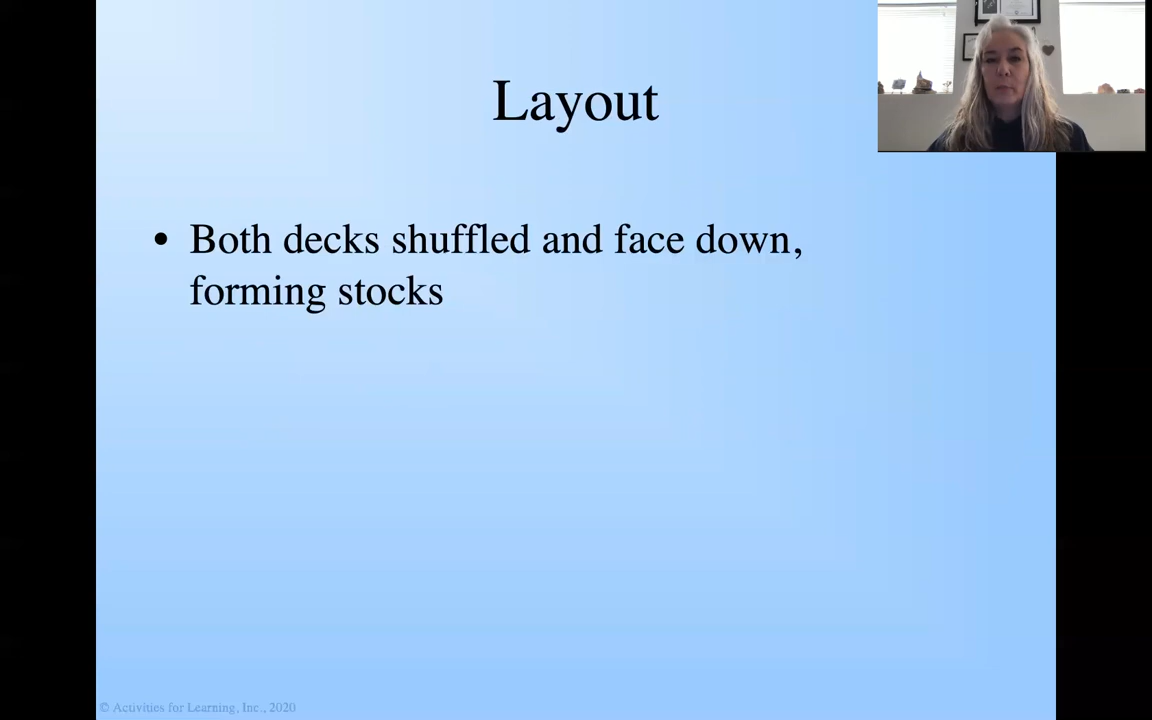 Layout
• Both decks shuffled and face down,
forming stocks
© Activities for Learning, Inc., 2020